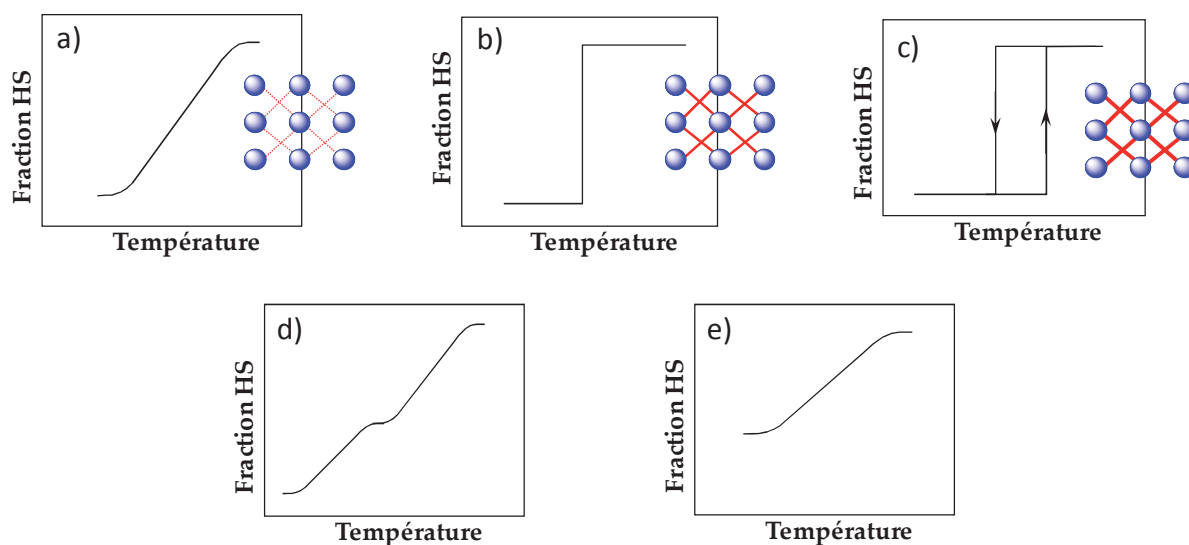 a)
Fraction HS
Température
b)
Fraction HS
Température
c)
Fraction HS
Température
d)
Fraction HS
Température
e)
Fraction HS
Température